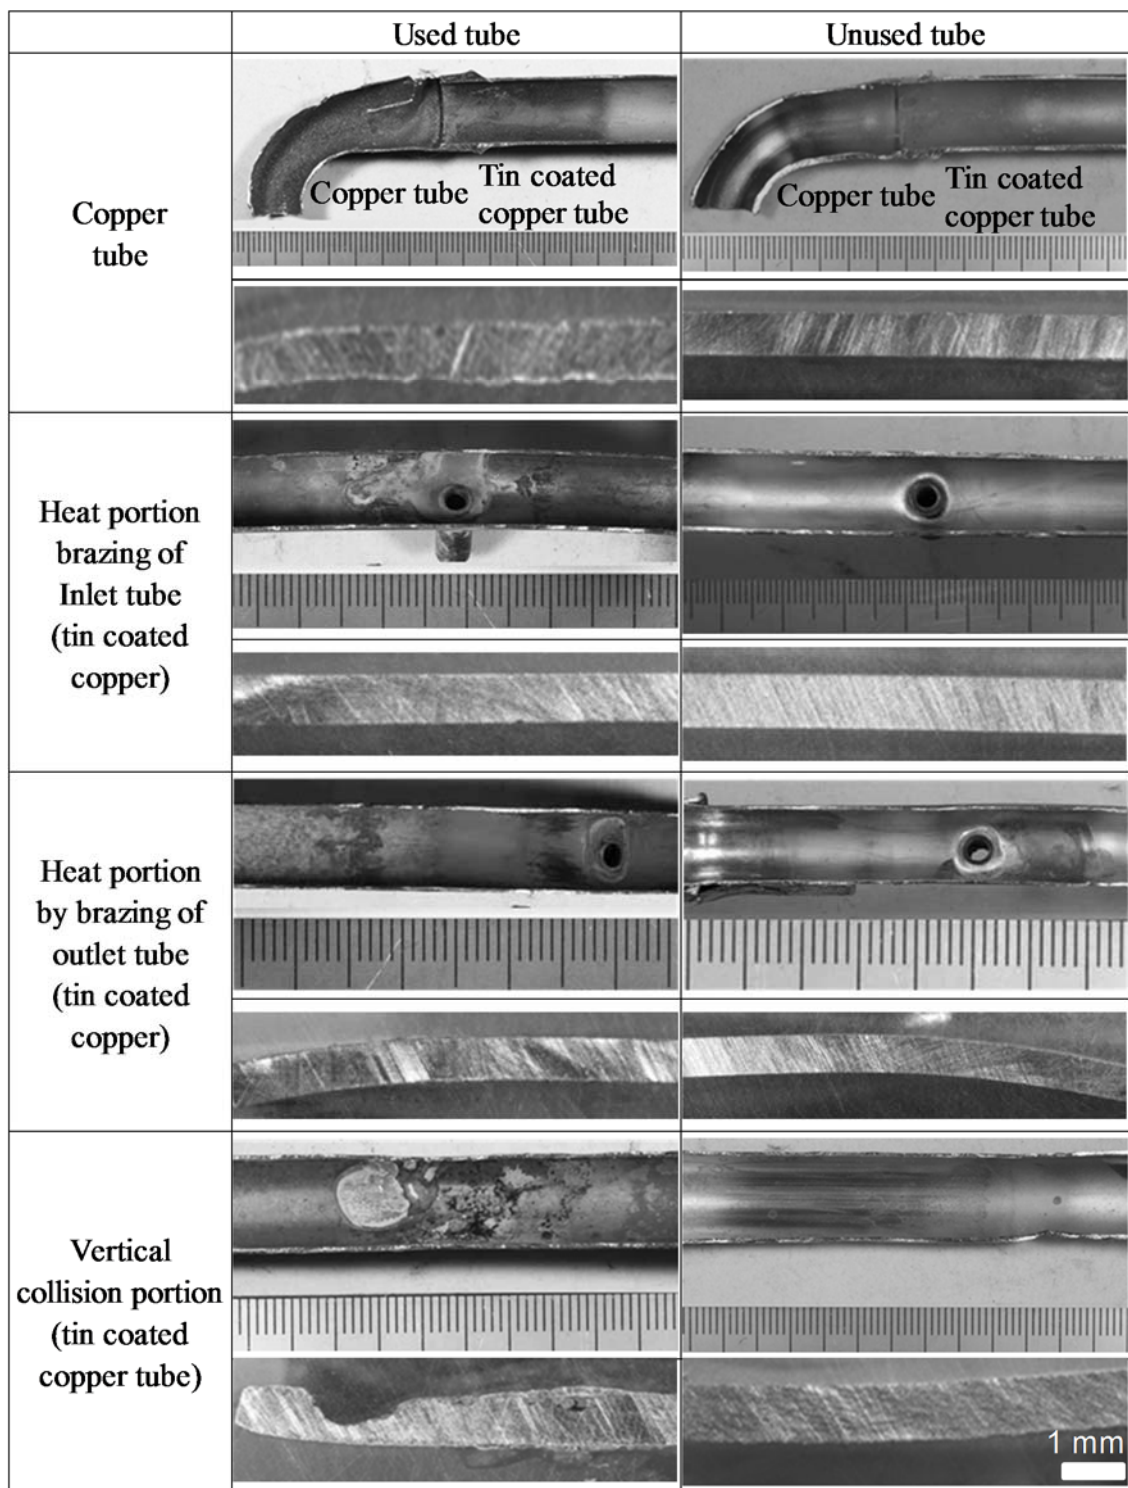 Used tube
Unused tube
Copper
tube
Copper tube
Tin coated
copper tube
Copper tube
Tin coated
copper tube
Heat portion
brazing of
Inlet tube
(tin coated
copper)
Heat portion
by brazing of
outlet tube
(tin coated
copper)
Vertical
collision portion
(tin coated
copper tube)
1 mm